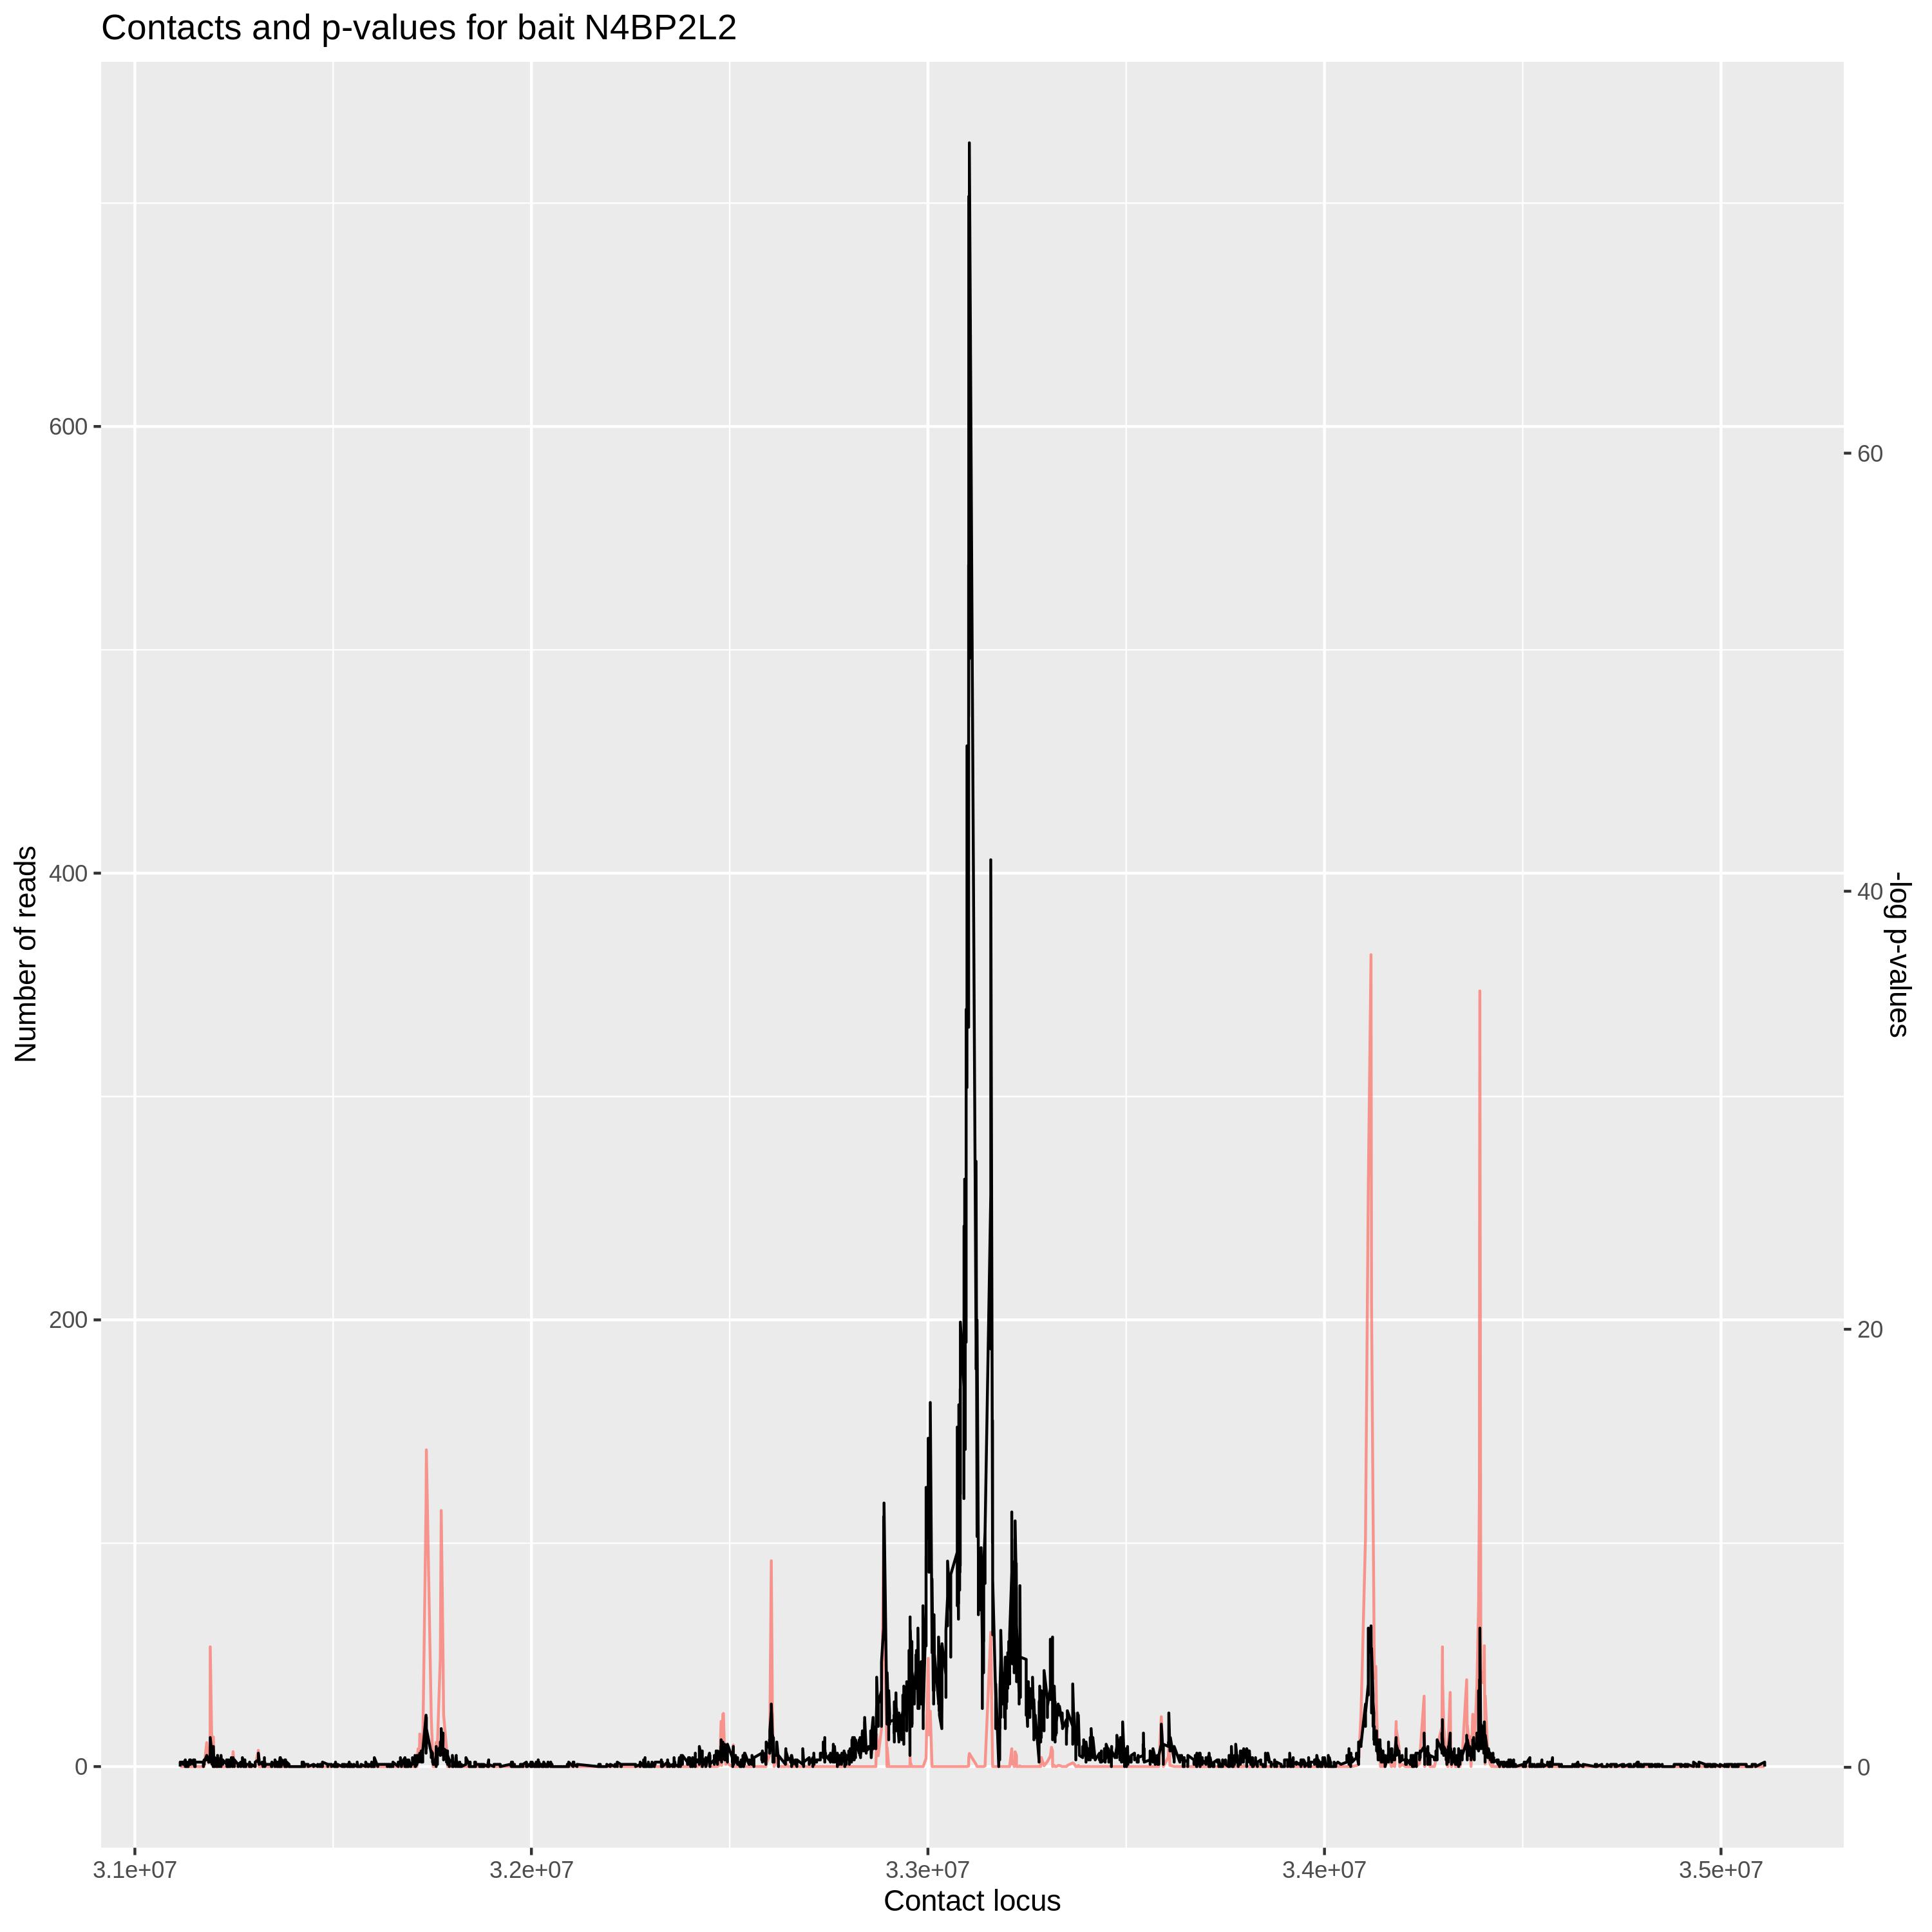 Contacts and p-values for bait N4BP2L2
600
400
200
0
Number of reads
60
40
20
0
-log p-values
3.1e+07 3.2e+07 3.3e+07 3.4e+07 3.5e+07
Contact locus